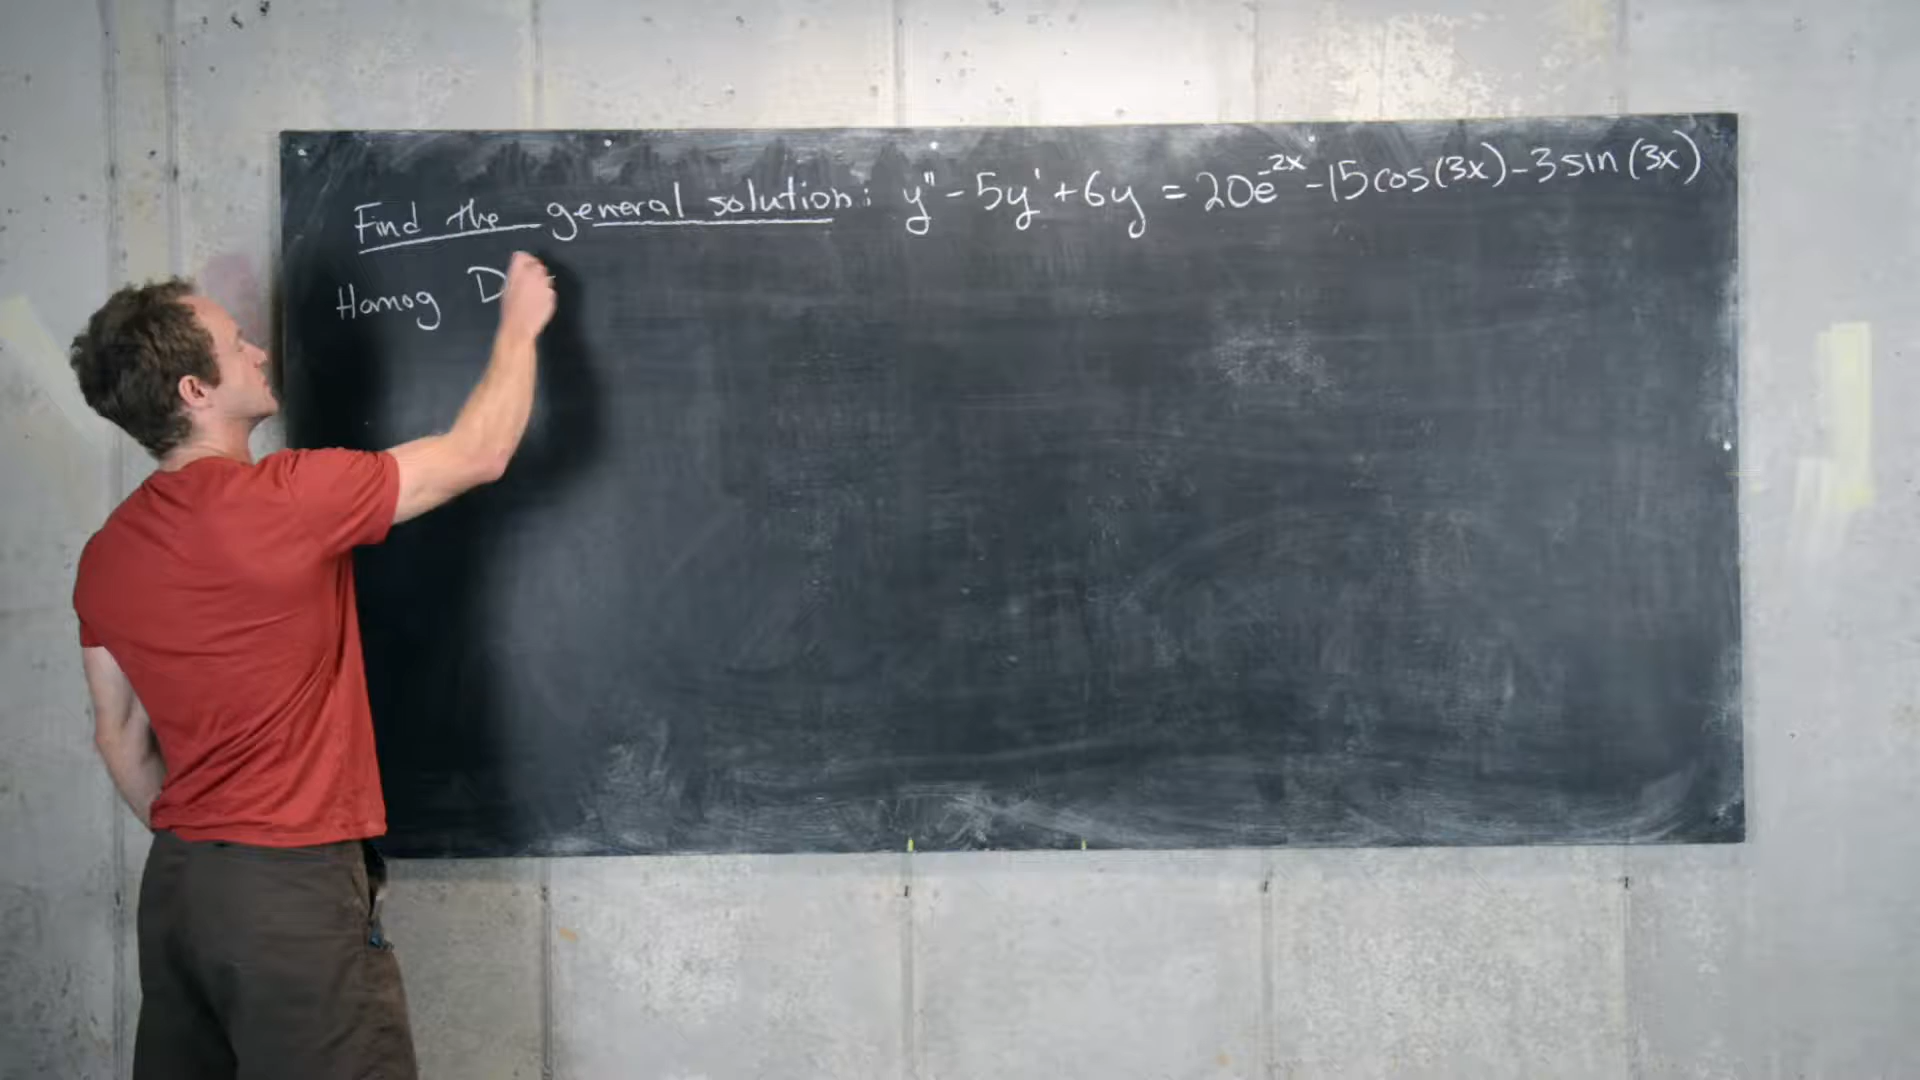 Find the general solution: y'' - 5y' + 6y = 20e^{-2x} - 15cos(3x) - 3sin(3x)
Homog D